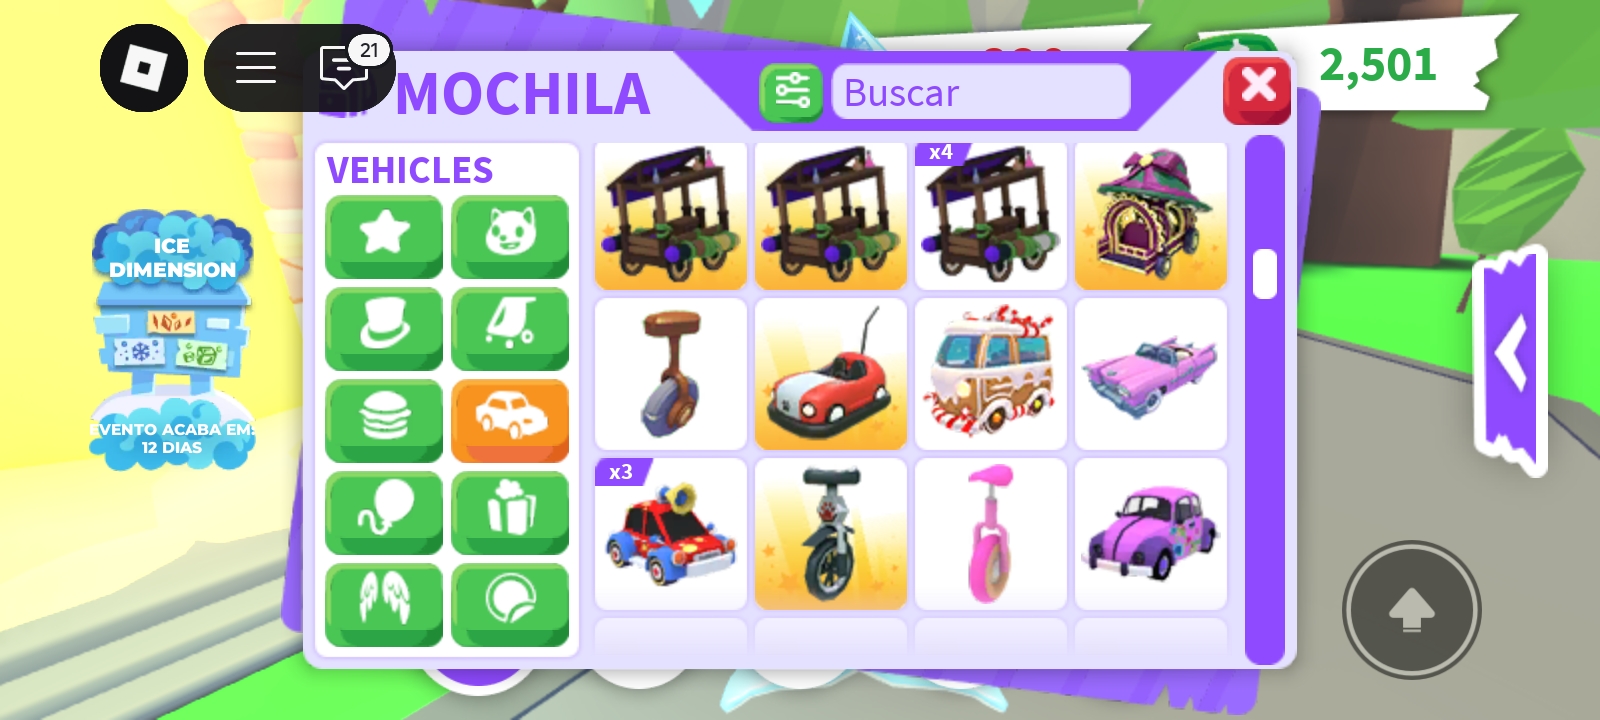 21
MOCHILA
Buscar
2,501
VEHICLES
x4
ICE
DIMENSION
EVENTO ACABA EM:
12 DIAS
x3